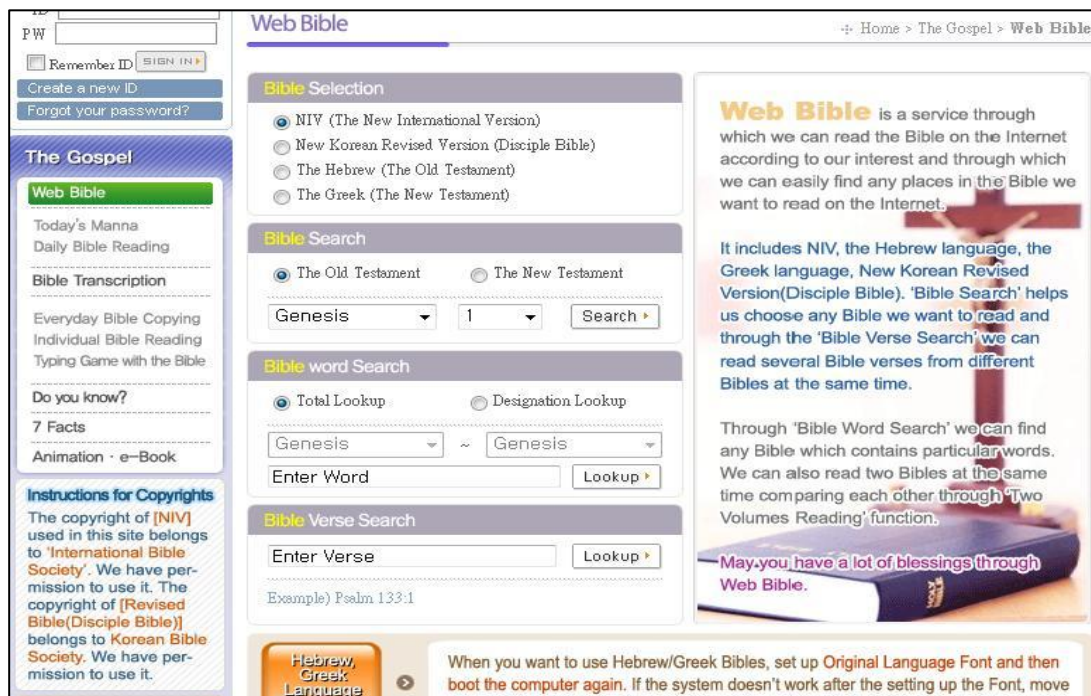 ID
PW
Remember ID SIGN IN
Create a new ID
Forgot your password?
The Gospel
Web Bible
Today's Manna
Daily Bible Reading
Bible Transcription
Everyday Bible Copying
Individual Bible Reading
Typing Game with the Bible
Do you know?
7 Facts
Animation · e-Book
Instructions for Copyrights
The copyright of [NIV]
used in this site belongs
to 'International Bible
Society'. We have per-
mission to use it. The
copyright of [Revised
Bible(Disciple Bible)]
belongs to Korean Bible
Society. We have per-
mission to use it.
Web Bible
Home > The Gospel > Web Bible
Bible Selection
NIV (The New International Version)
New Korean Revised Version (Disciple Bible)
The Hebrew (The Old Testament)
The Greek (The New Testament)
Bible Search
The Old Testament The New Testament
Genesis 1 Search
Bible word Search
Total Lookup Designation Lookup
Genesis ~ Genesis
Enter Word Lookup
Bible Verse Search
Enter Verse Lookup
Example) Psalm 133:1
Web Bible is a service through
which we can read the Bible on the Internet
according to our interest and through which
we can easily find any places in the Bible we
want to read on the Internet.
It includes NIV, the Hebrew language, the
Greek language, New Korean Revised
Version(Disciple Bible). 'Bible Search' helps
us choose any Bible we want to read and
through the 'Bible Verse Search' we can
read several Bible verses from different
Bibles at the same time.
Through 'Bible Word Search' we can find
any Bible which contains particular words.
We can also read two Bibles at the same
time comparing each other through 'Two
Volumes Reading' function.
May you have a lot of blessings through
Web Bible.
HOLY BIBLE
Hebrew,
Greek
Language
When you want to use Hebrew/Greek Bibles, set up Original Language Font and then
boot the computer again. If the system doesn't work after the setting up the Font, move